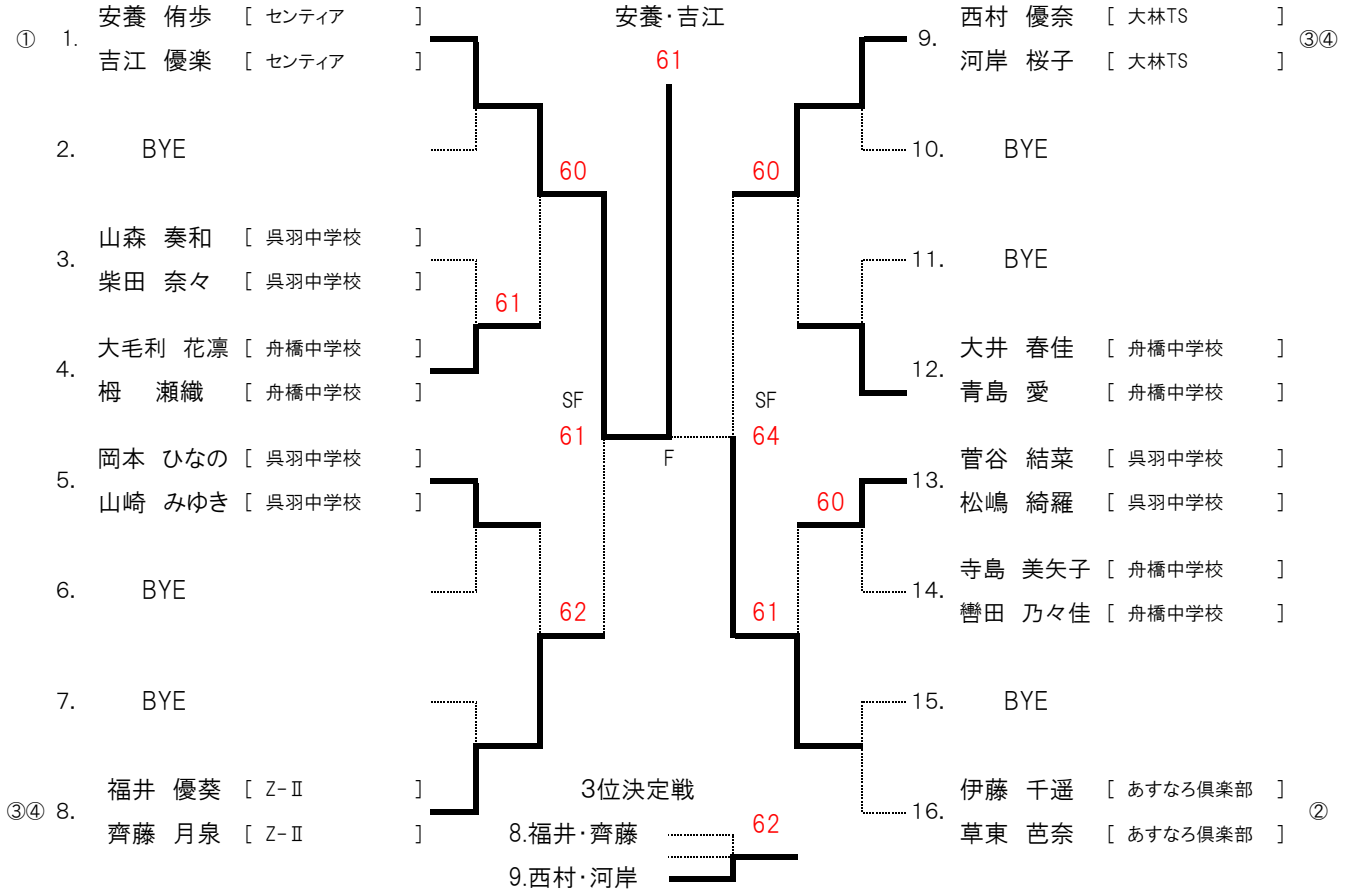 ① 1. 安養 侑歩 [ センティア ]
吉江 優楽 [ センティア ]
2. BYE
3. 山森 奏和 [ 呉羽中学校 ]
柴田 奈々 [ 呉羽中学校 ]
61
4. 大毛利 花凛 [ 舟橋中学校 ]
栂 瀬織 [ 舟橋中学校 ]
60
5. 岡本 ひなの [ 呉羽中学校 ]
山崎 みゆき [ 呉羽中学校 ]
6. BYE
62
7. BYE
③④ 8. 福井 優葵 [ Z-Ⅱ ]
齊藤 月泉 [ Z-Ⅱ ]
SF
61
安養・吉江
61
F
SF
64
9. 西村 優奈 [ 大林TS ] ③④
河岸 桜子 [ 大林TS ]
10. BYE
60
11. BYE
12. 大井 春佳 [ 舟橋中学校 ]
青島 愛 [ 舟橋中学校 ]
13. 菅谷 結菜 [ 呉羽中学校 ]
松嶋 綺羅 [ 呉羽中学校 ]
60
14. 寺島 美矢子 [ 舟橋中学校 ]
轡田 乃々佳 [ 舟橋中学校 ]
61
15. BYE
16. 伊藤 千遥 [ あすなろ倶楽部 ] ②
草東 芭奈 [ あすなろ倶楽部 ]
3位決定戦
8.福井・齊藤
62
9.西村・河岸